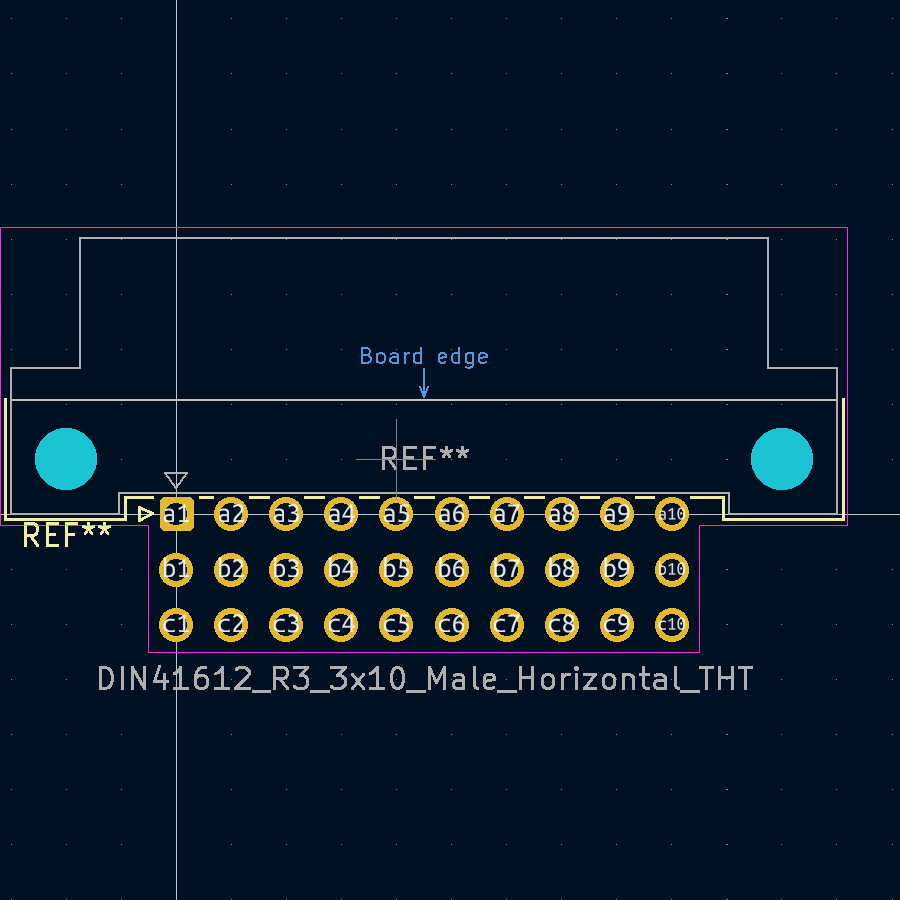 Board edge
REF**
a1 a2 a3 a4 a5 a6 a7 a8 a9 a10
REF**
b1 b2 b3 b4 b5 b6 b7 b8 b9 b10
c1 c2 c3 c4 c5 c6 c7 c8 c9 c10
DIN41612_R3_3x10_Male_Horizontal_THT